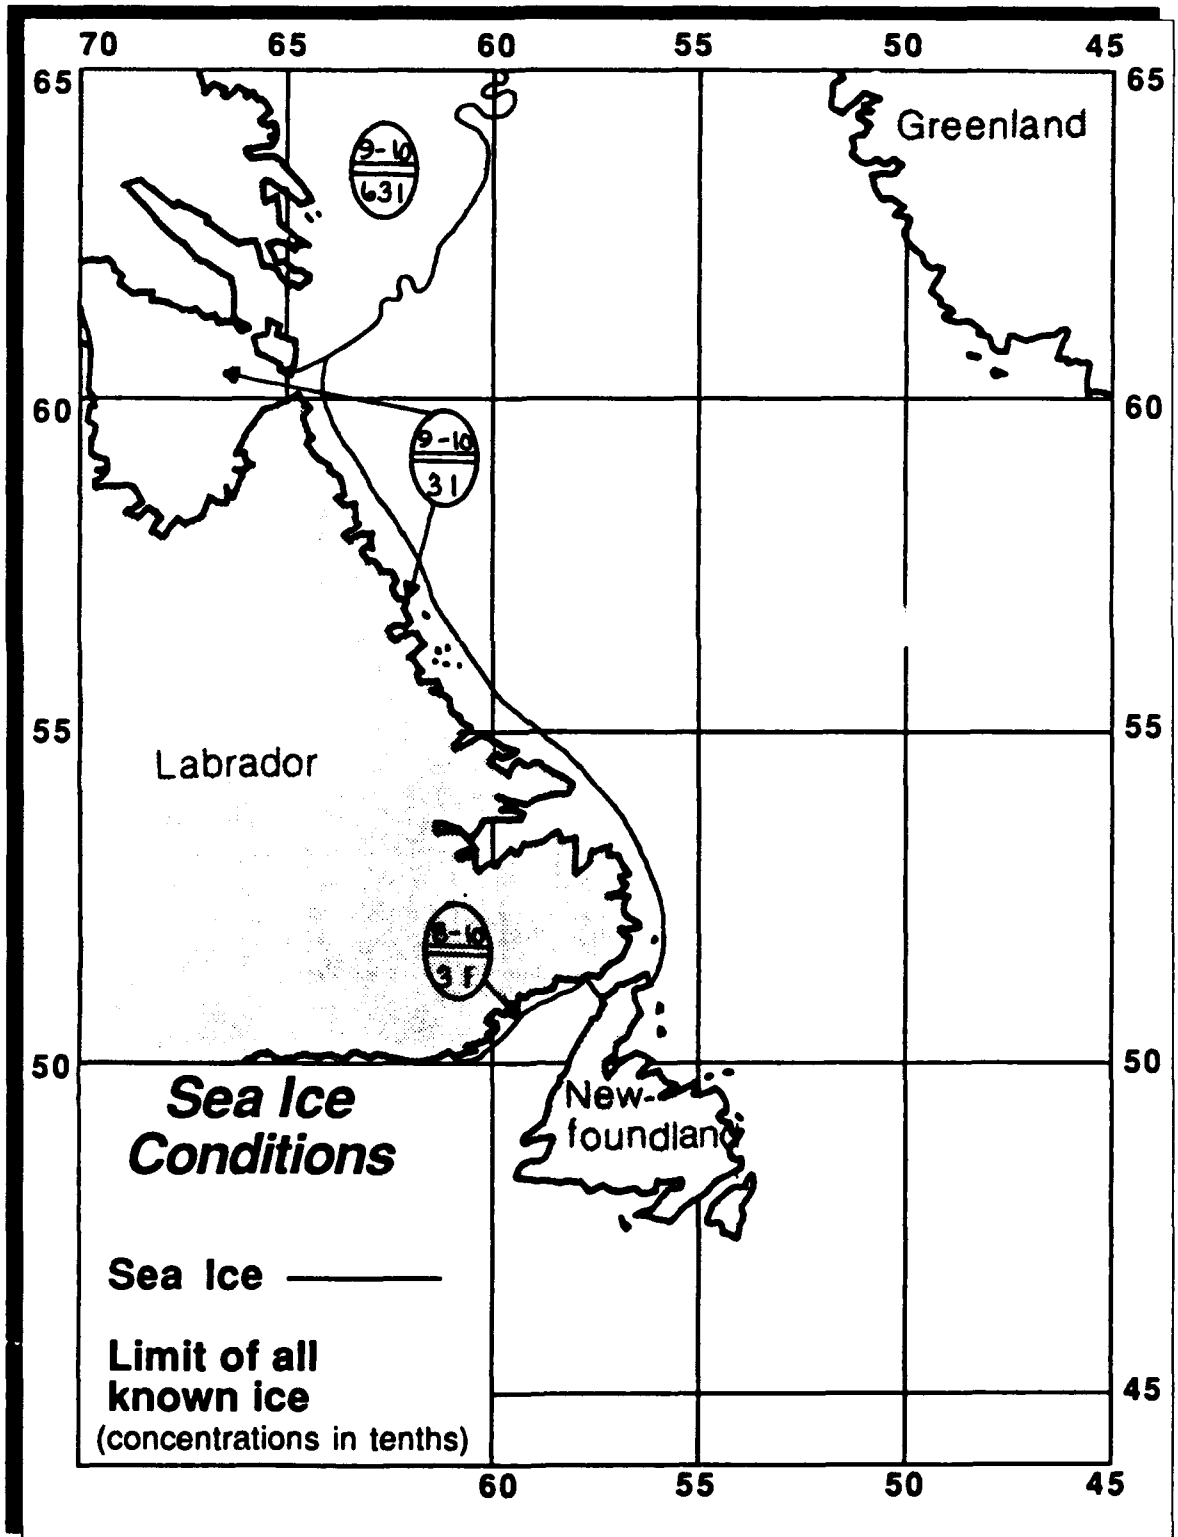 70 65 60 55 50 45
65 65
Greenland
9-10
631
60 60
9-10
31
55 55
Labrador
8-10
3 F
50 50
Sea Ice
Conditions
New-
foundland
Sea Ice
Limit of all
known ice
(concentrations in tenths)
45
60 55 50 45